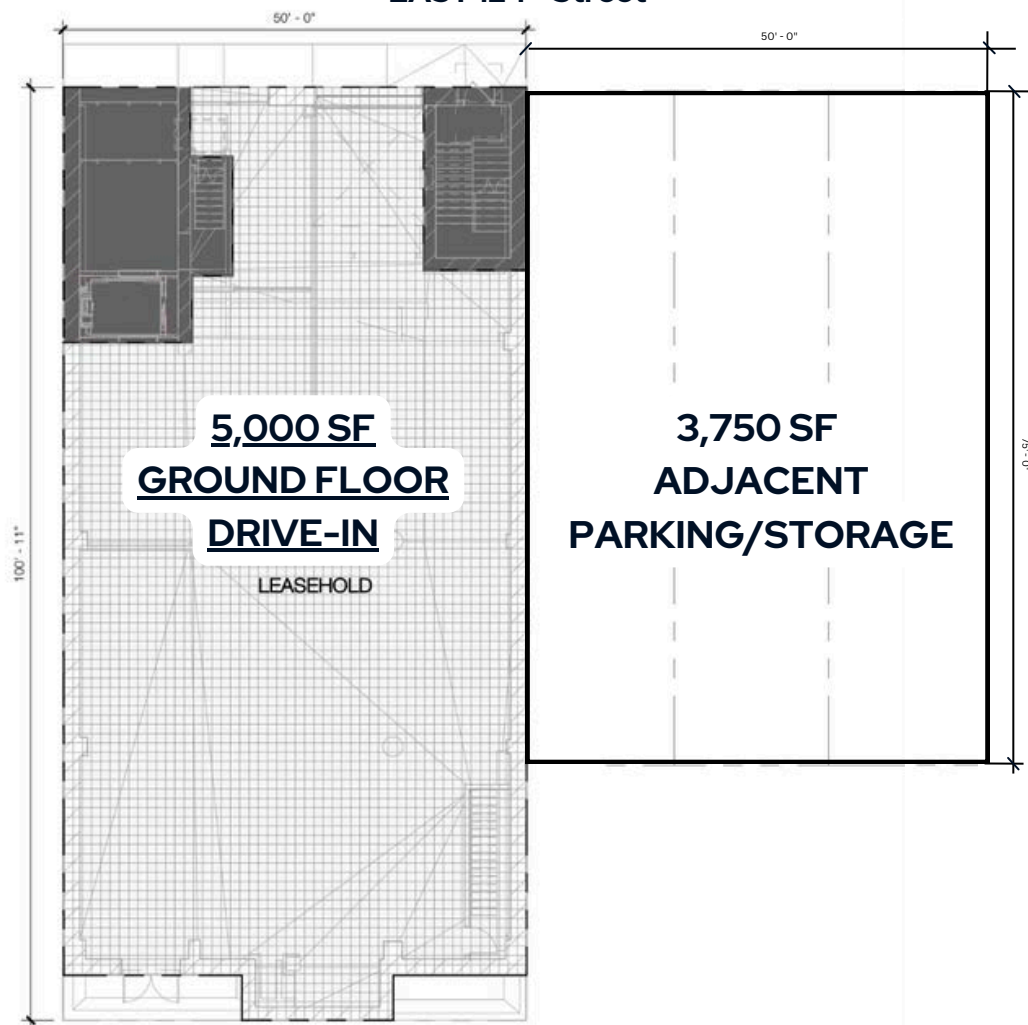 50' - 0"
50' - 0"
5,000 SF
GROUND FLOOR
DRIVE-IN
LEASEHOLD
3,750 SF
ADJACENT
PARKING/STORAGE
100' - 11"